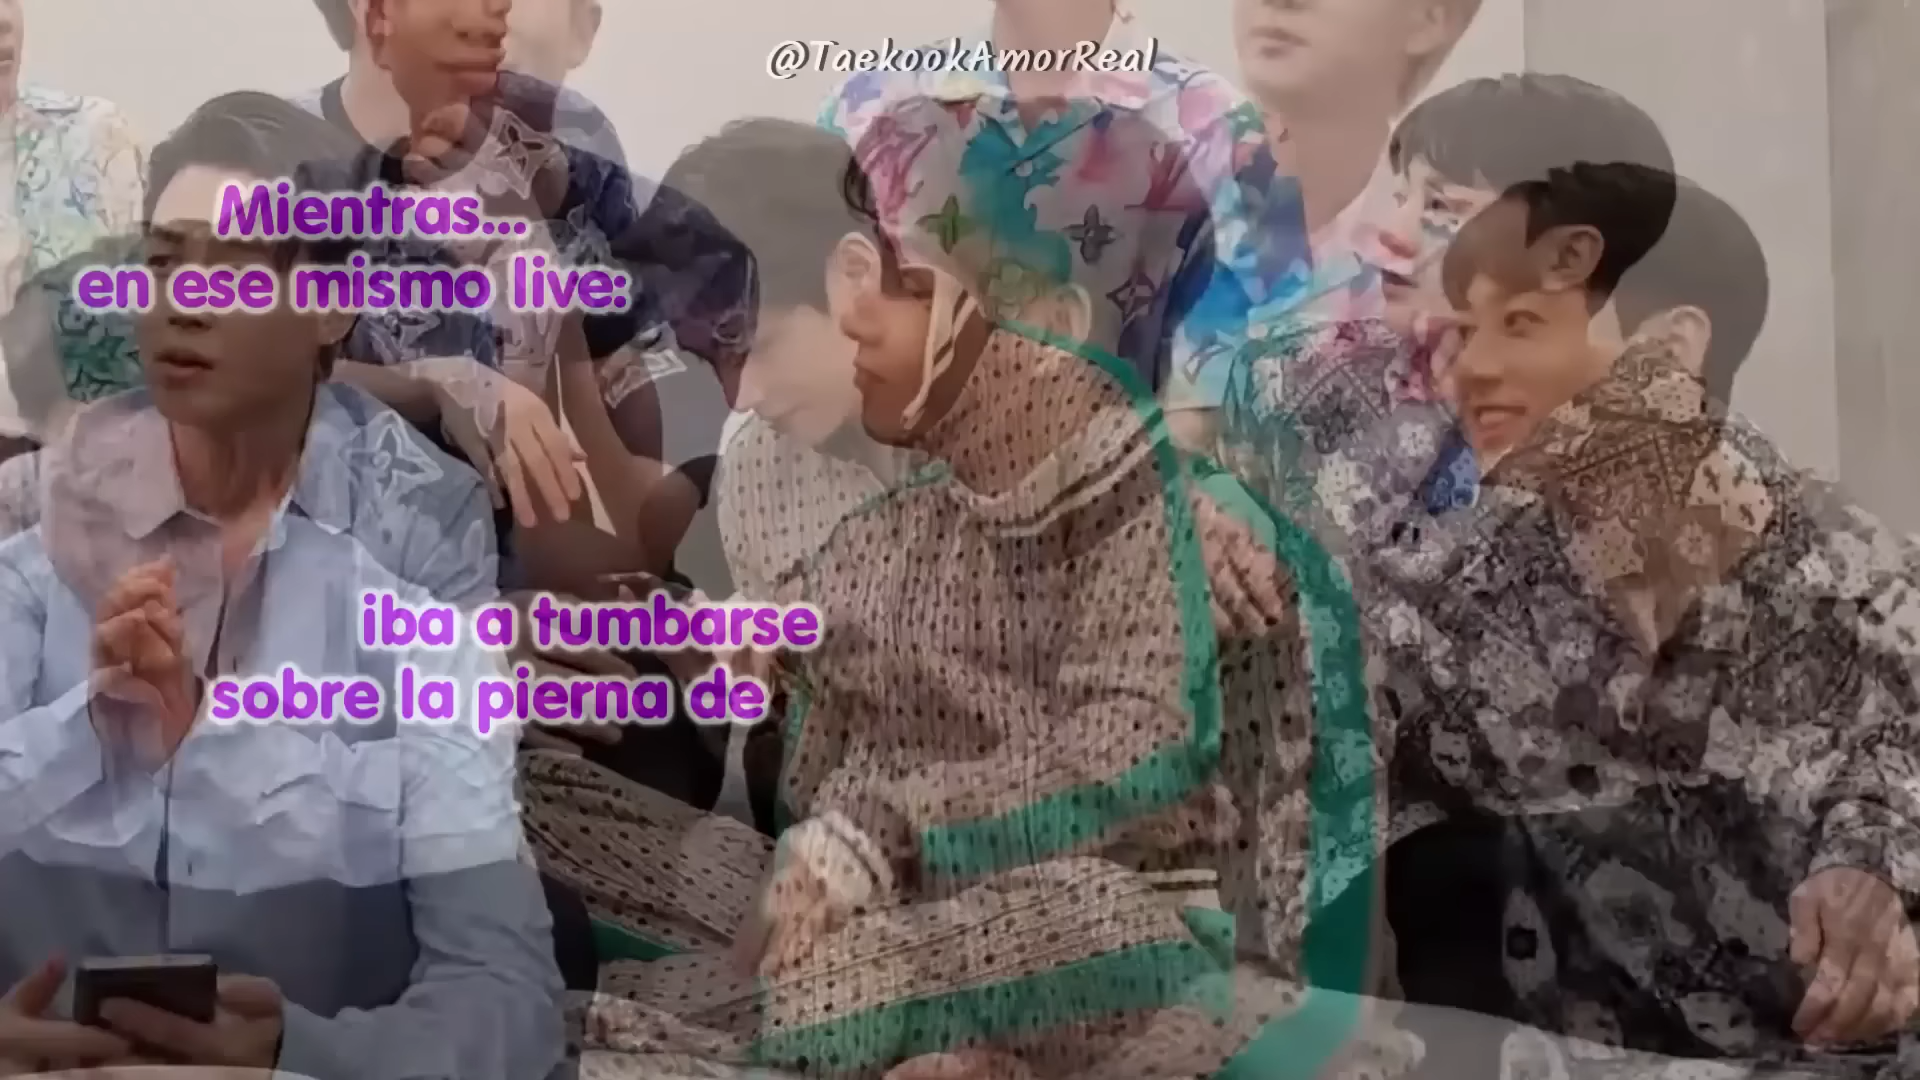 @TaekookAmorReal
Mientras...
en ese mismo live:
iba a tumbarse
sobre la pierna de